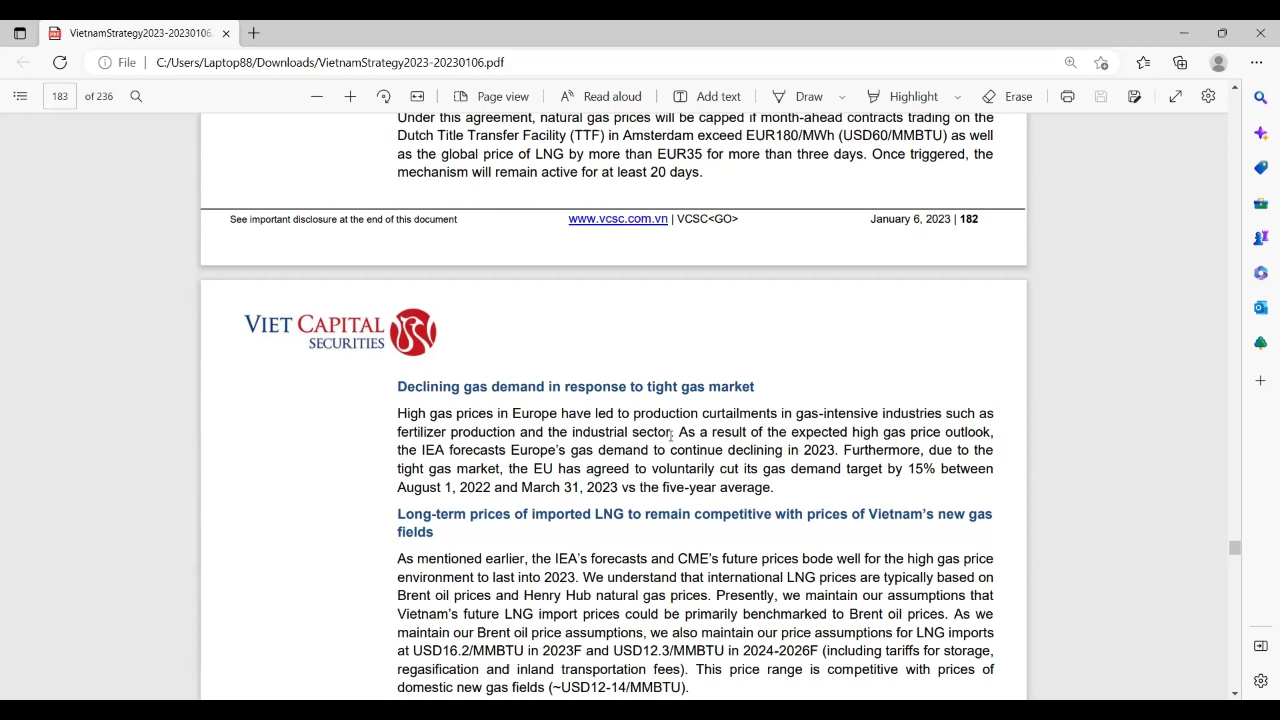 VietnamStrategy2023-20230106.
File | C:/Users/Laptop88/Downloads/VietnamStrategy2023-20230106.pdf
183 of 236 Page view Read aloud Add text Draw Highlight Erase
Under this agreement, natural gas prices will be capped if month-ahead contracts trading on the
Dutch Title Transfer Facility (TTF) in Amsterdam exceed EUR180/MWh (USD60/MMBTU) as well
as the global price of LNG by more than EUR35 for more than three days. Once triggered, the
mechanism will remain active for at least 20 days.
See important disclosure at the end of this document www.vcsc.com.vn | VCSC<GO> January 6, 2023 | 182
VIET CAPITAL
SECURITIES
Declining gas demand in response to tight gas market
High gas prices in Europe have led to production curtailments in gas-intensive industries such as
fertilizer production and the industrial sector. As a result of the expected high gas price outlook,
the IEA forecasts Europe's gas demand to continue declining in 2023. Furthermore, due to the
tight gas market, the EU has agreed to voluntarily cut its gas demand target by 15% between
August 1, 2022 and March 31, 2023 vs the five-year average.
Long-term prices of imported LNG to remain competitive with prices of Vietnam's new gas
fields
As mentioned earlier, the IEA's forecasts and CME's future prices bode well for the high gas price
environment to last into 2023. We understand that international LNG prices are typically based on
Brent oil prices and Henry Hub natural gas prices. Presently, we maintain our assumptions that
Vietnam's future LNG import prices could be primarily benchmarked to Brent oil prices. As we
maintain our Brent oil price assumptions, we also maintain our price assumptions for LNG imports
at USD16.2/MMBTU in 2023F and USD12.3/MMBTU in 2024-2026F (including tariffs for storage,
regasification and inland transportation fees). This price range is competitive with prices of
domestic new gas fields (~USD12-14/MMBTU).